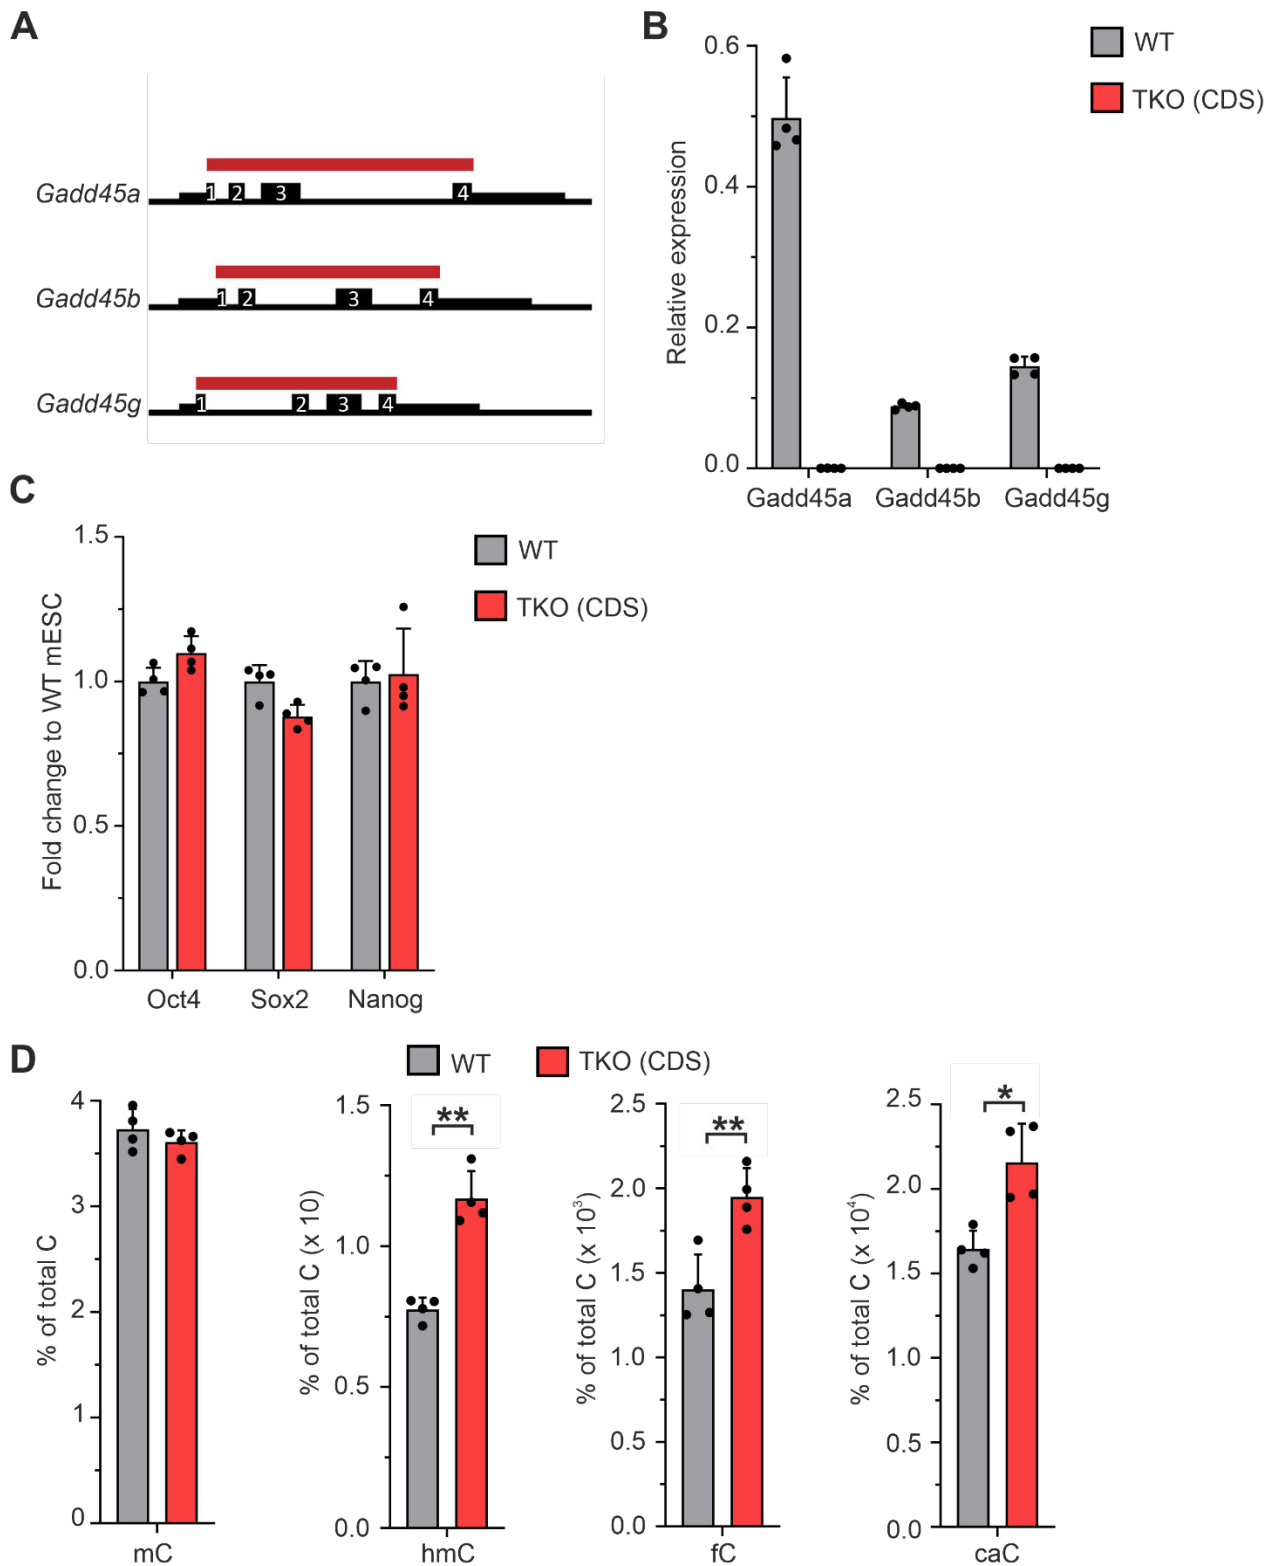 A
Gadd45a
1 2 3 4
Gadd45b
1 2 3 4
Gadd45g
1 2 3 4
B
WT
TKO (CDS)
Relative expression
0.6
0.4
0.2
0.0
Gadd45a Gadd45b Gadd45g
C
WT
TKO (CDS)
Fold change to WT mESC
1.5
1.0
0.5
0.0
Oct4 Sox2 Nanog
D
WT TKO (CDS)
% of total C
4
3
2
1
0
mC
% of total C (x 10)
1.5
1.0
0.5
0.0
**
hmC
% of total C (x 10³)
2.5
2.0
1.5
1.0
0.5
0.0
**
fC
% of total C (x 10⁴)
2.5
2.0
1.5
1.0
0.5
0.0
*
caC